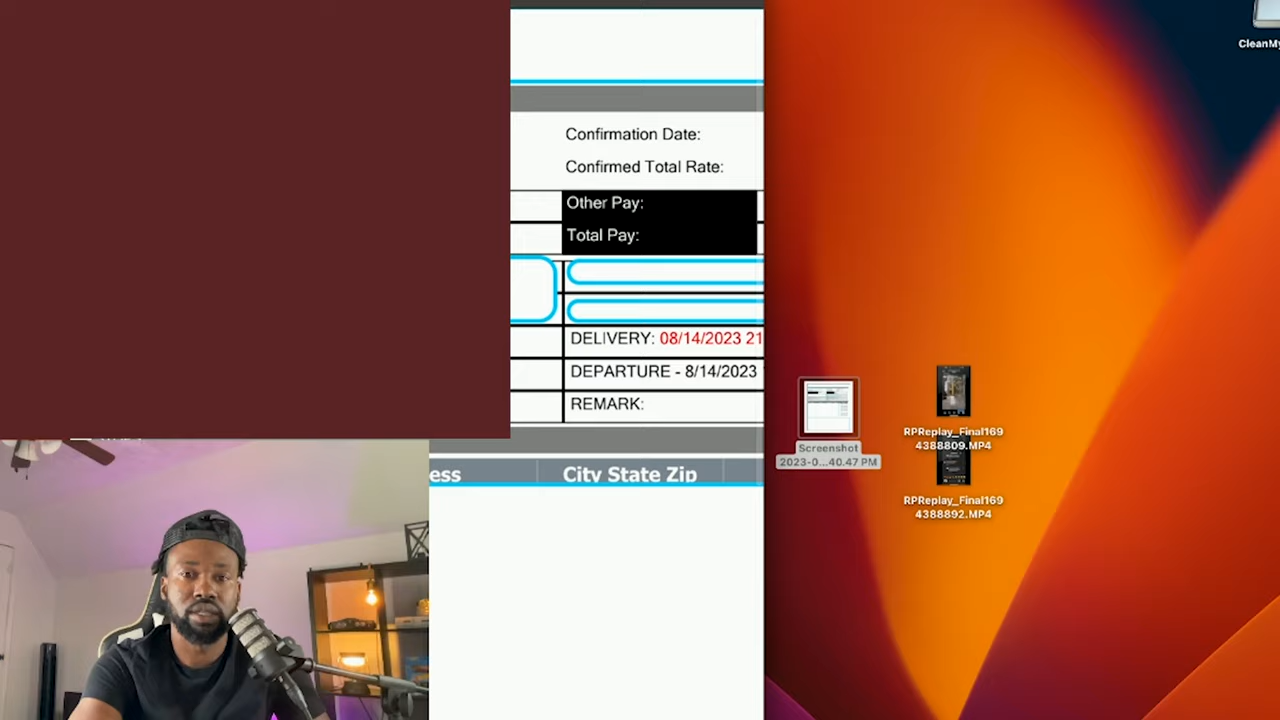 CleanMy
Confirmation Date:
Confirmed Total Rate:
Other Pay:
Total Pay:
DELIVERY: 08/14/2023 21
DEPARTURE - 8/14/2023
REMARK:
ess
City State Zip
Screenshot
2023-0...40.47 PM
RPReplay_Final169
4388809.MP4
RPReplay_Final169
4388892.MP4